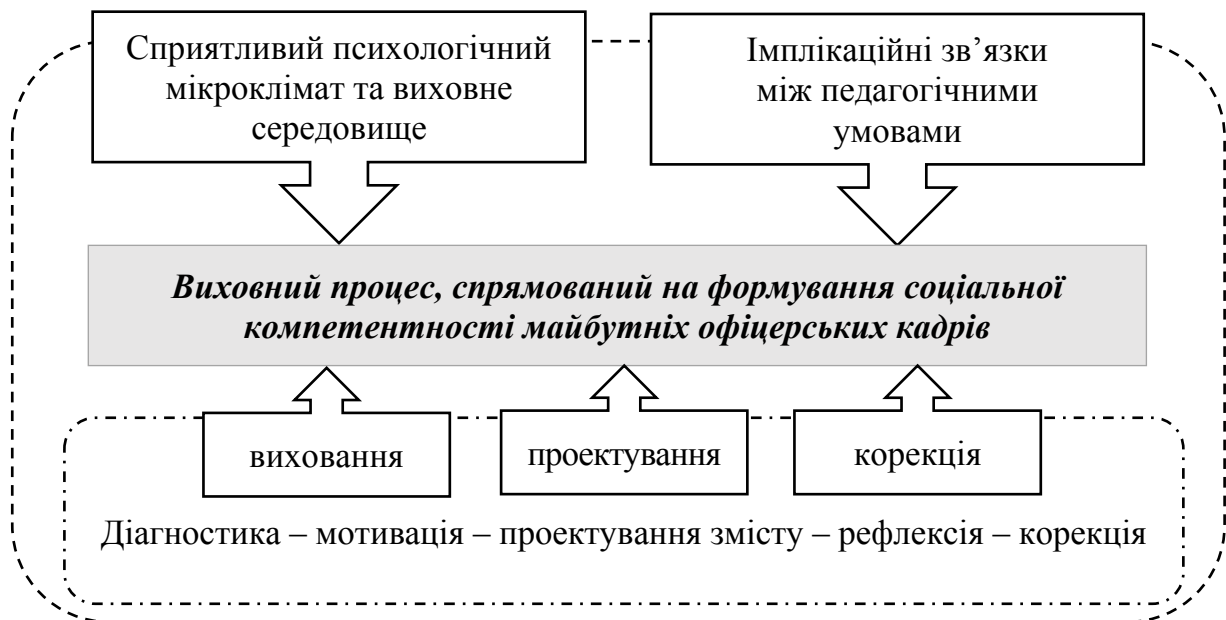 Сприятливий психологічний
мікроклімат та виховне
середовище
Імплікаційні зв’язки
між педагогічними
умовами
Виховний процес, спрямований на формування соціальної
компетентності майбутніх офіцерських кадрів
виховання
проектування
корекція
Діагностика – мотивація – проектування змісту – рефлексія – корекція